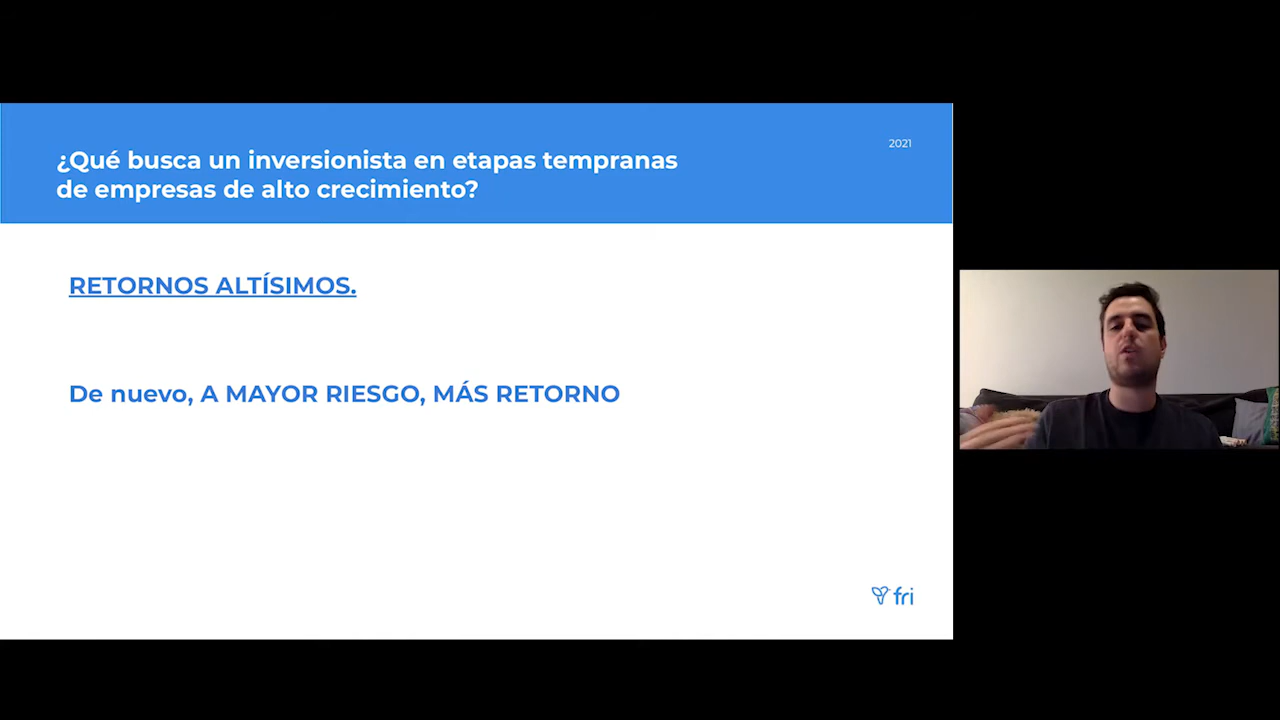 ¿Qué busca un inversionista en etapas tempranas
de empresas de alto crecimiento?
2021
RETORNOS ALTÍSIMOS.
De nuevo, A MAYOR RIESGO, MÁS RETORNO
fri